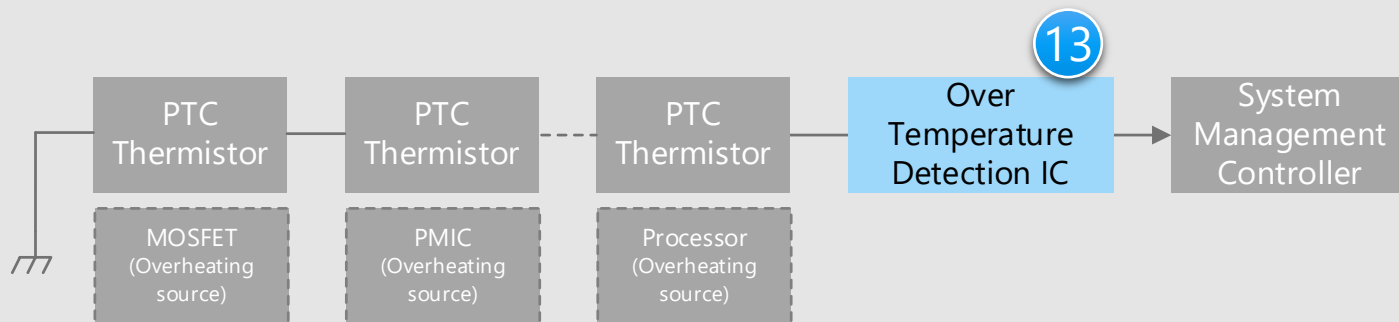 13
PTC
Thermistor
PTC
Thermistor
PTC
Thermistor
Over
Temperature
Detection IC
System
Management
Controller
MOSFET
(Overheating
source)
PMIC
(Overheating
source)
Processor
(Overheating
source)